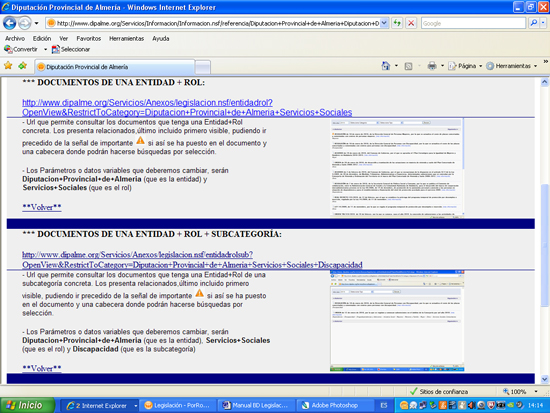 Diputación Provincial de Almería - Windows Internet Explorer
http://www.dipalme.org/Servicios/Informacion/Informacion.nsf/referencia/Diputacion+Provincial+de+Almeria+Diputacion+D
Google
Archivo Edición Ver Favoritos Herramientas Ayuda
Convertir Seleccionar
Diputación Provincial de Almería
Página Herramientas
*** DOCUMENTOS DE UNA ENTIDAD + ROL:
http://www.dipalme.org/Servicios/Anexos/legislacion.nsf/entidadrol?
OpenView&RestrictToCategory=Diputacion+Provincial+de+Almeria+Servicios+Sociales
- Url que permite consultar los documentos que tenga una Entidad+Rol
concreta. Los presenta relacionados,último incluido primero visible, pudiendo ir
precedido de la señal de importante si así se ha puesto en el documento y
una cabecera donde podrán hacerse búsquedas por selección.
- Los Parámetros o datos variables que deberemos cambiar, serán
Diputacion+Provincial+de+Almeria (que es la entidad) y
Servicios+Sociales (que es el rol)
**Volver**
*** DOCUMENTOS DE UNA ENTIDAD + ROL + SUBCATEGORÍA:
http://www.dipalme.org/Servicios/Anexos/legislacion.nsf/entidadrolsub?
OpenView&RestrictToCategory=Diputacion+Provincial+de+Almeria+Servicios+Sociales+Discapacidad
- Url que permite consultar los documentos que tenga una Entidad+Rol de una
subcategoría concreta. Los presenta relacionados,último incluido primero
visible, pudiendo ir precedido de la señal de importante si así se ha puesto
en el documento y una cabecera donde podrán hacerse búsquedas por
selección.
- Los Parámetros o datos variables que deberemos cambiar, serán
Diputacion+Provincial+de+Almeria (que es la entidad), Servicios+Sociales
(que es el rol) y Discapacidad (que es la subcategoría)
**Volver**
Sitios de confianza 100%
Inicio 2 Internet Explorer Legislación - PorRo... Manual BD Legislac... Adobe Photoshop ES 14:14